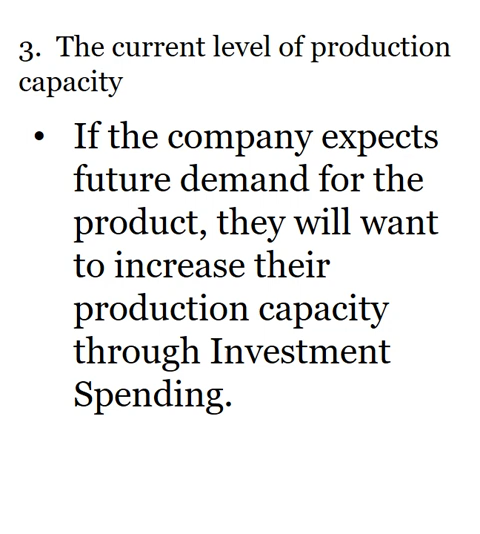 3. The current level of production
capacity
• If the company expects
future demand for the
product, they will want
to increase their
production capacity
through Investment
Spending.